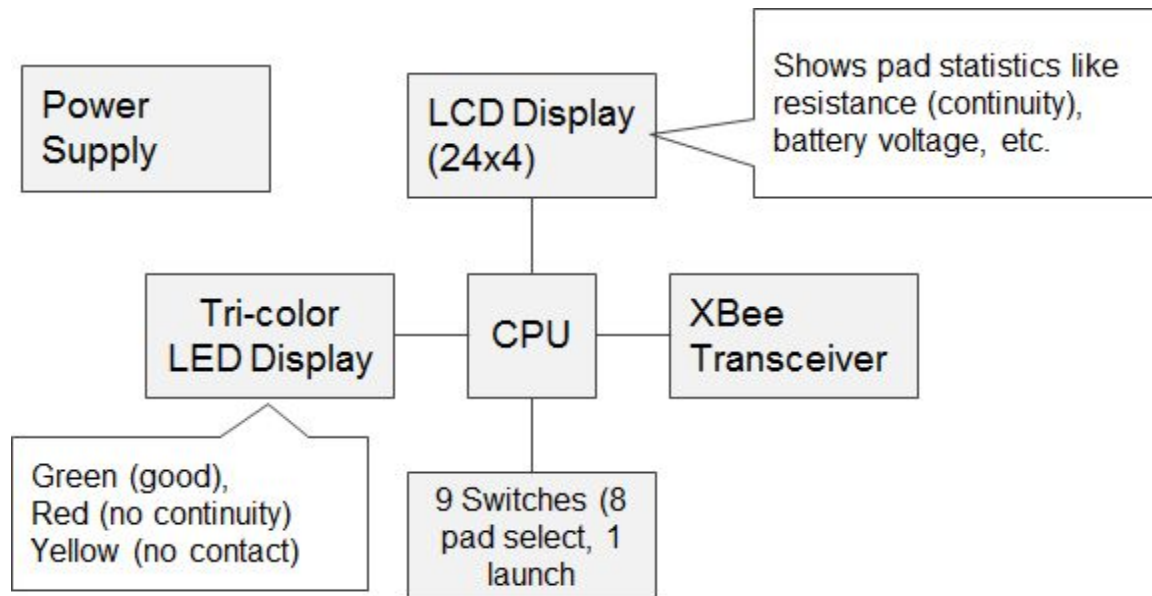 Power
Supply
LCD Display
(24x4)
Shows pad statistics like
resistance (continuity),
battery voltage, etc.
Tri-color
LED Display
CPU
XBee
Transceiver
Green (good),
Red (no continuity)
Yellow (no contact)
9 Switches (8
pad select, 1
launch